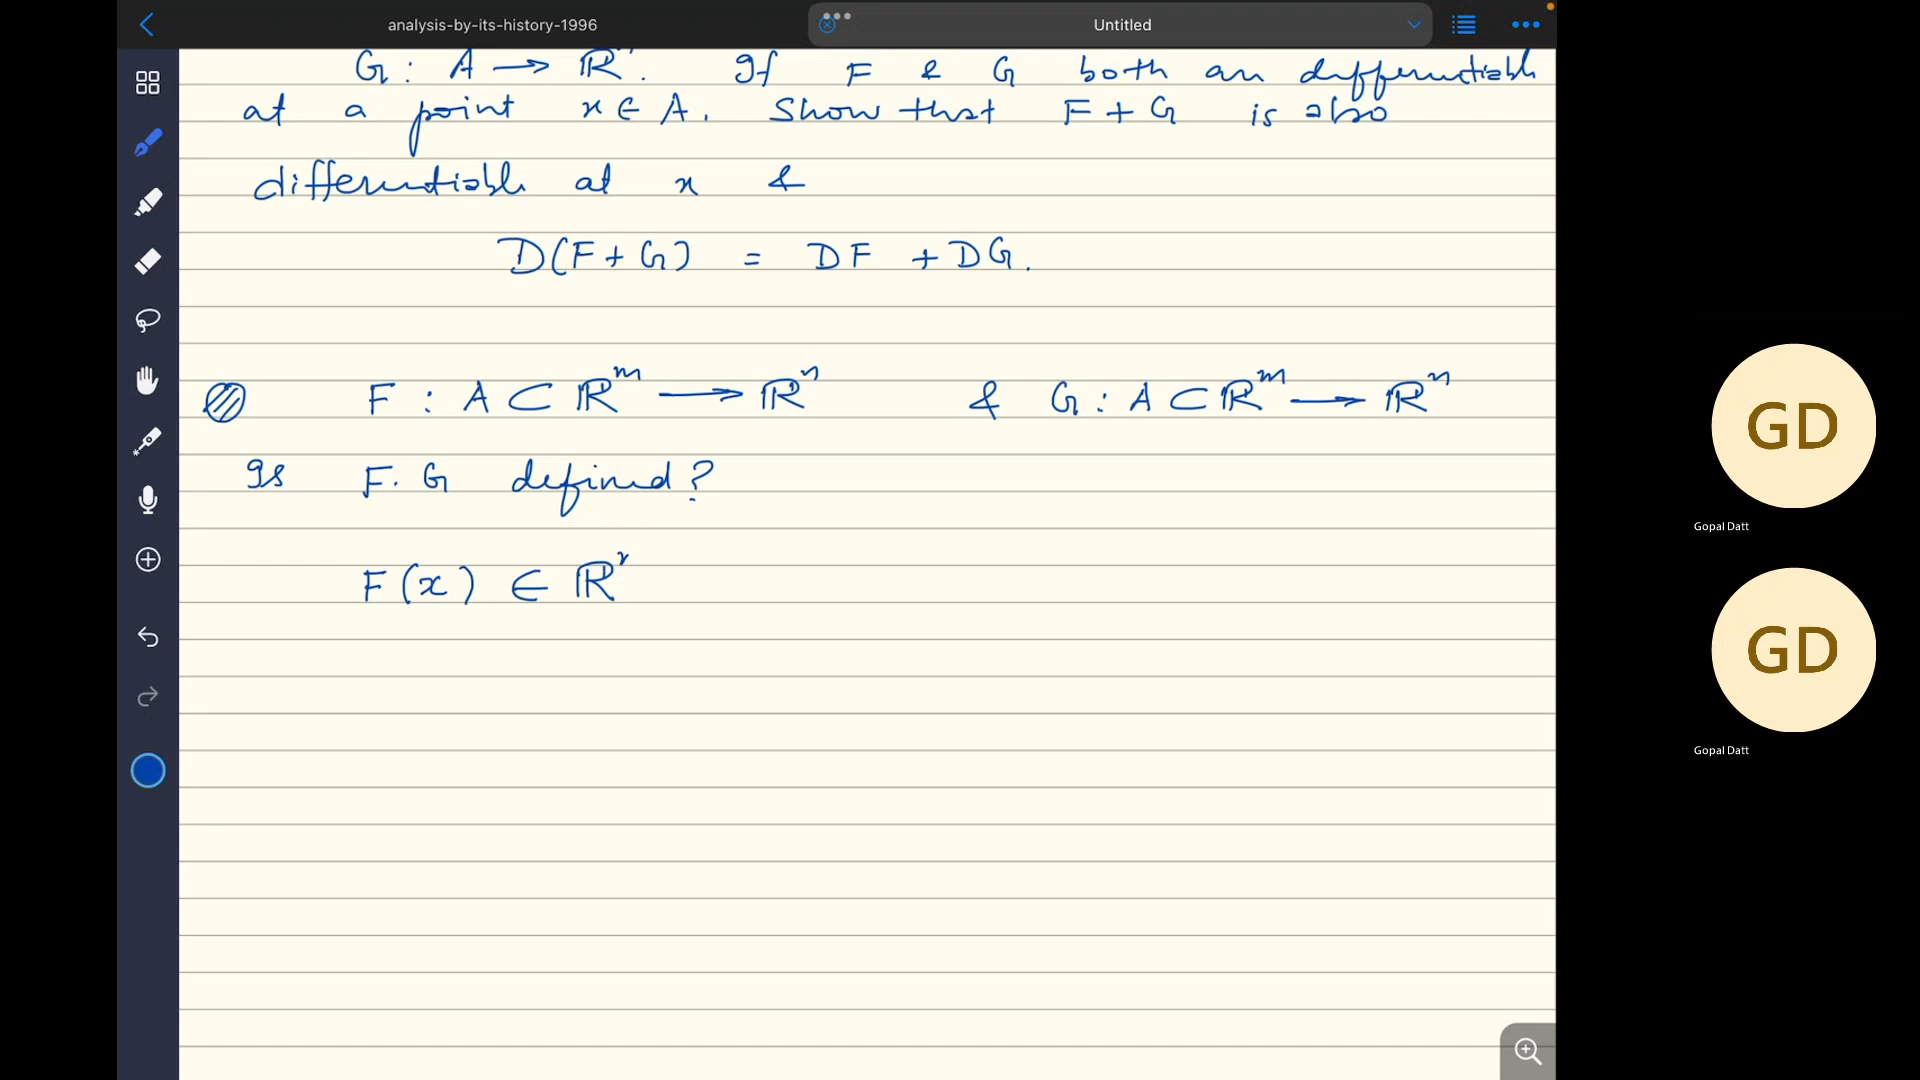 analysis-by-its-history-1996
Untitled
G : A → ℝⁿ. If F & G both are differentiable
at a point x ∈ A. Show that F + G is also
differentiable at x &
D(F + G) = DF + DG.
F : A ⊂ ℝᵐ → ℝⁿ & G : A ⊂ ℝᵐ → ℝⁿ
Is F. G defined?
F(x) ∈ ℝ
GD
Gopal Datt
GD
Gopal Datt